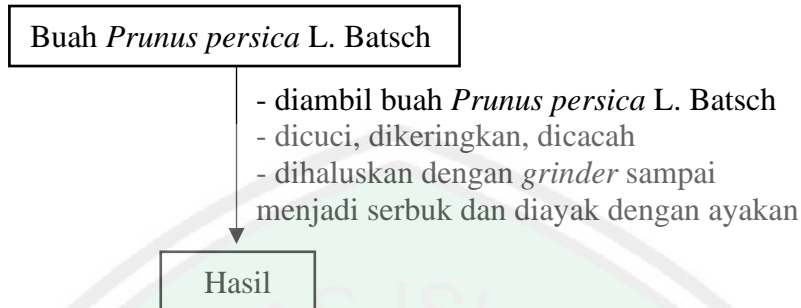 Buah Prunus persica L. Batsch
- diambil buah Prunus persica L. Batsch
- dicuci, dikeringkan, dicacah
- dihaluskan dengan grinder sampai
menjadi serbuk dan diayak dengan ayakan
Hasil